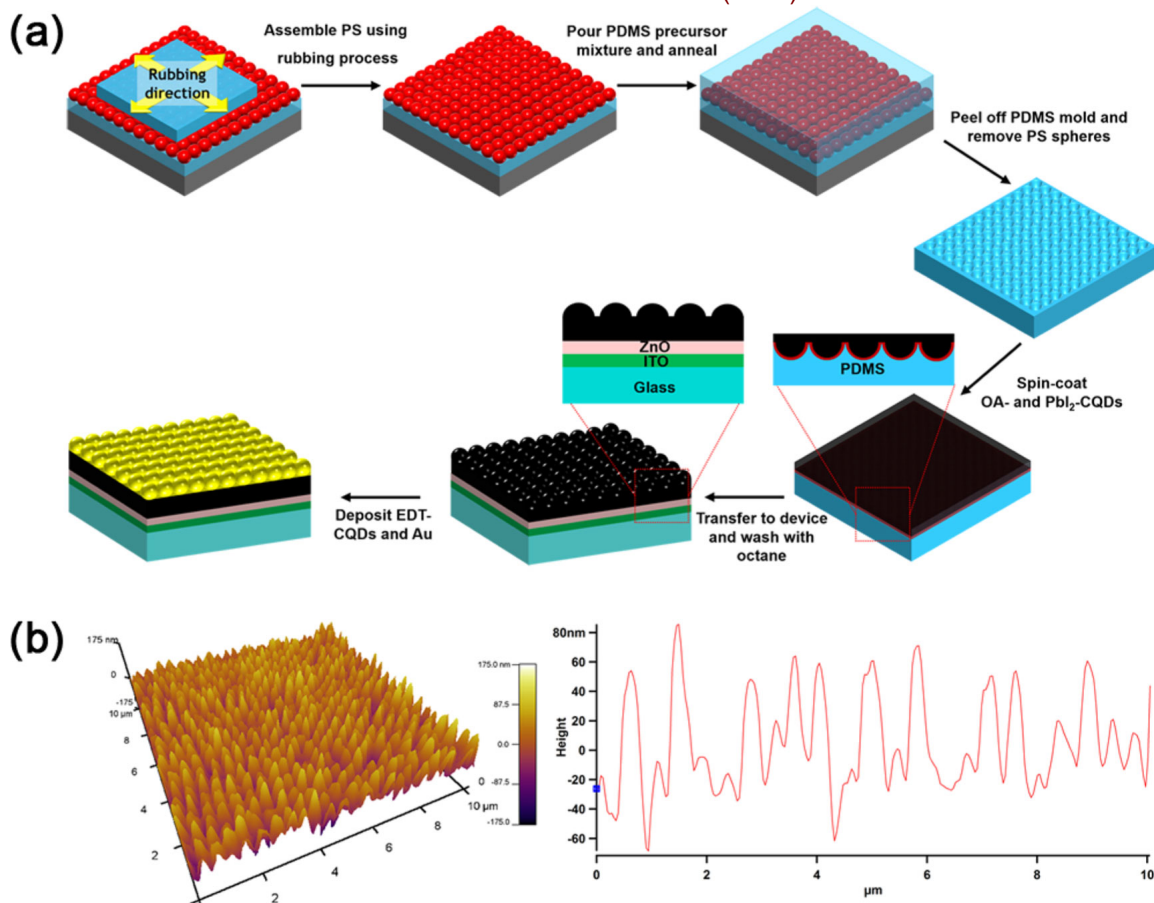 (a)
Assemble PS using
rubbing process
Pour PDMS precursor
mixture and anneal
Rubbing
direction
Peel off PDMS mold and
remove PS spheres
ZnO
ITO
Glass
PDMS
Spin-coat
OA- and PbI₂-CQDs
Deposit EDT-
CQDs and Au
Transfer to device
and wash with
octane
(b)
175 nm
0
-175
10 µm
8
6
4
2
2
4
6
8
10 µm
0
175.0 nm
87.5
0.0
-87.5
-175.0
80nm
60
40
20
0
-20
-40
-60
Height
0
2
4
6
8
10
µm